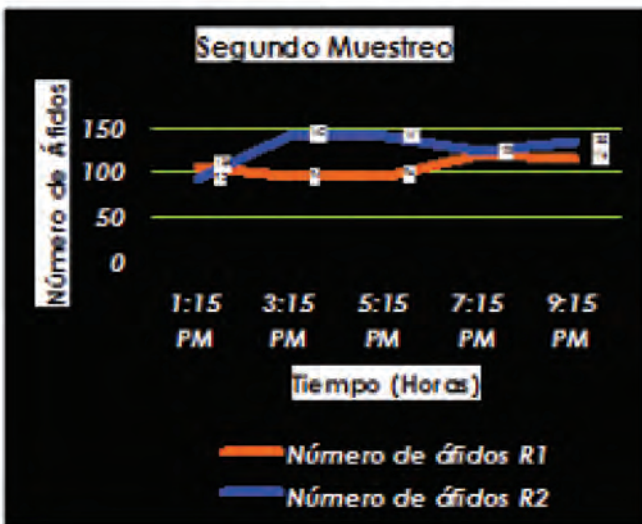 Segundo Muestreo
Número de Áfidos
150
100
50
0
1:15 PM
3:15 PM
5:15 PM
7:15 PM
9:15 PM
Tiempo (Horas)
Número de áfidos R1
Número de áfidos R2